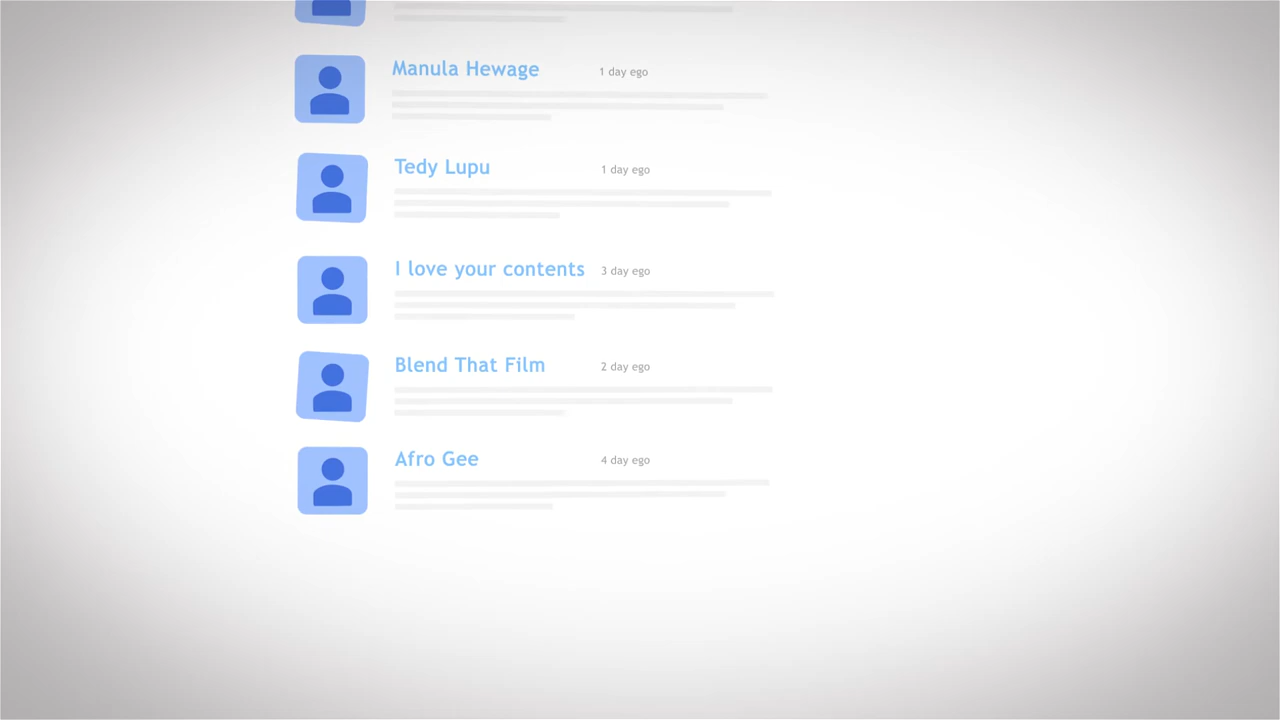 Manula Hewage 1 day ego
Tedy Lupu 1 day ego
I love your contents 3 day ego
Blend That Film 2 day ego
Afro Gee 4 day ego